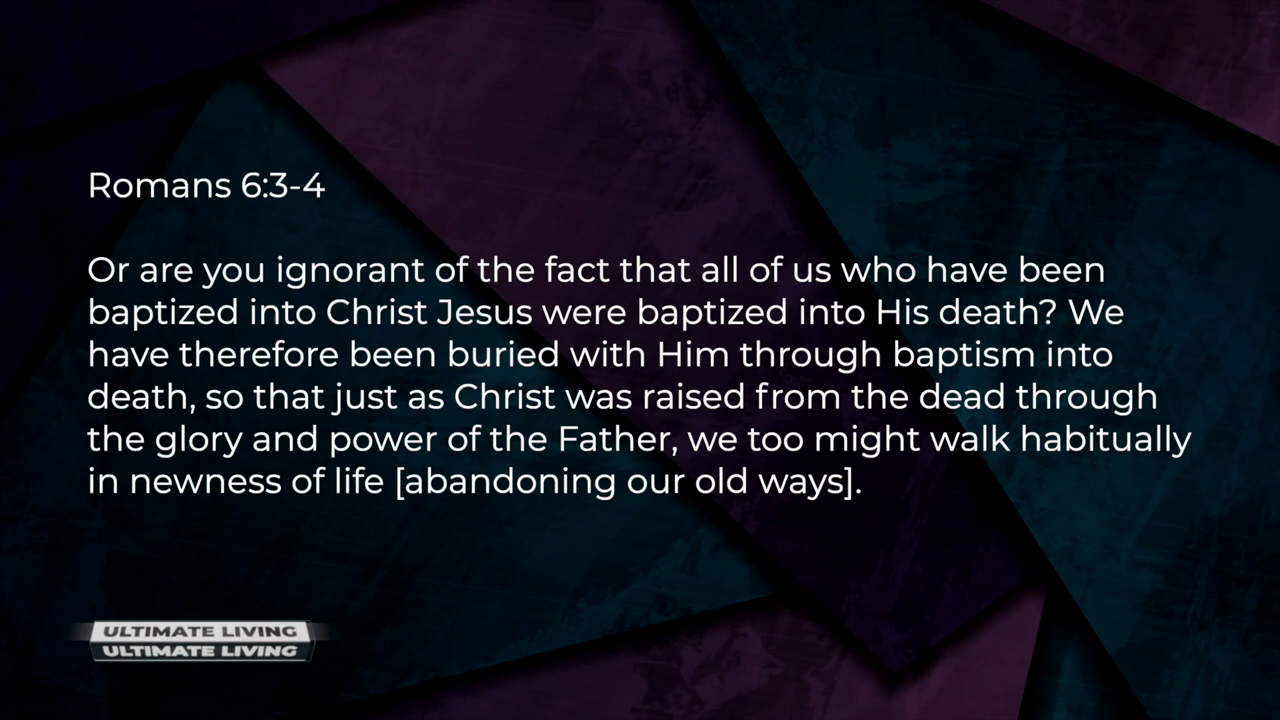 Romans 6:3-4
Or are you ignorant of the fact that all of us who have been
baptized into Christ Jesus were baptized into His death? We
have therefore been buried with Him through baptism into
death, so that just as Christ was raised from the dead through
the glory and power of the Father, we too might walk habitually
in newness of life [abandoning our old ways].
ULTIMATE LIVING
ULTIMATE LIVING